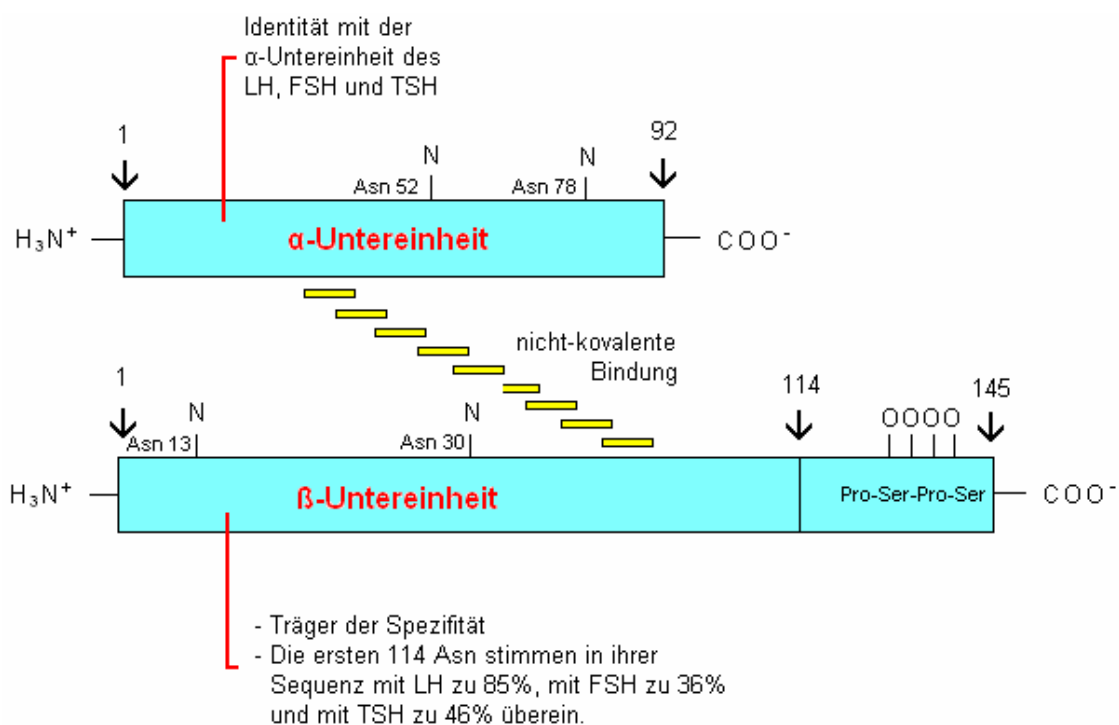 Identität mit der
α-Untereinheit des
LH, FSH und TSH
1
92
N
N
Asn 52
Asn 78
H₃N⁺
α-Untereinheit
COO⁻
nicht-kovalente
Bindung
1
114
145
N
N
OOOO
Asn 13
Asn 30
H₃N⁺
ß-Untereinheit
Pro-Ser-Pro-Ser
COO⁻
- Träger der Spezifität
- Die ersten 114 Asn stimmen in ihrer
Sequenz mit LH zu 85%, mit FSH zu 36%
und mit TSH zu 46% überein.